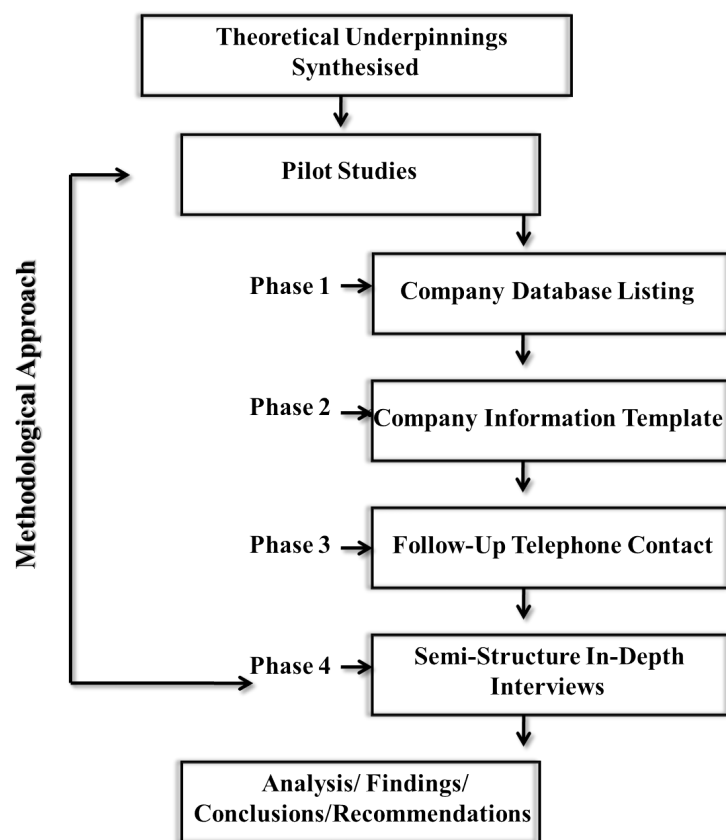 Theoretical Underpinnings
Synthesised
Pilot Studies
Methodological Approach
Phase 1
Company Database Listing
Phase 2
Company Information Template
Phase 3
Follow-Up Telephone Contact
Phase 4
Semi-Structure In-Depth
Interviews
Analysis/ Findings/
Conclusions/Recommendations